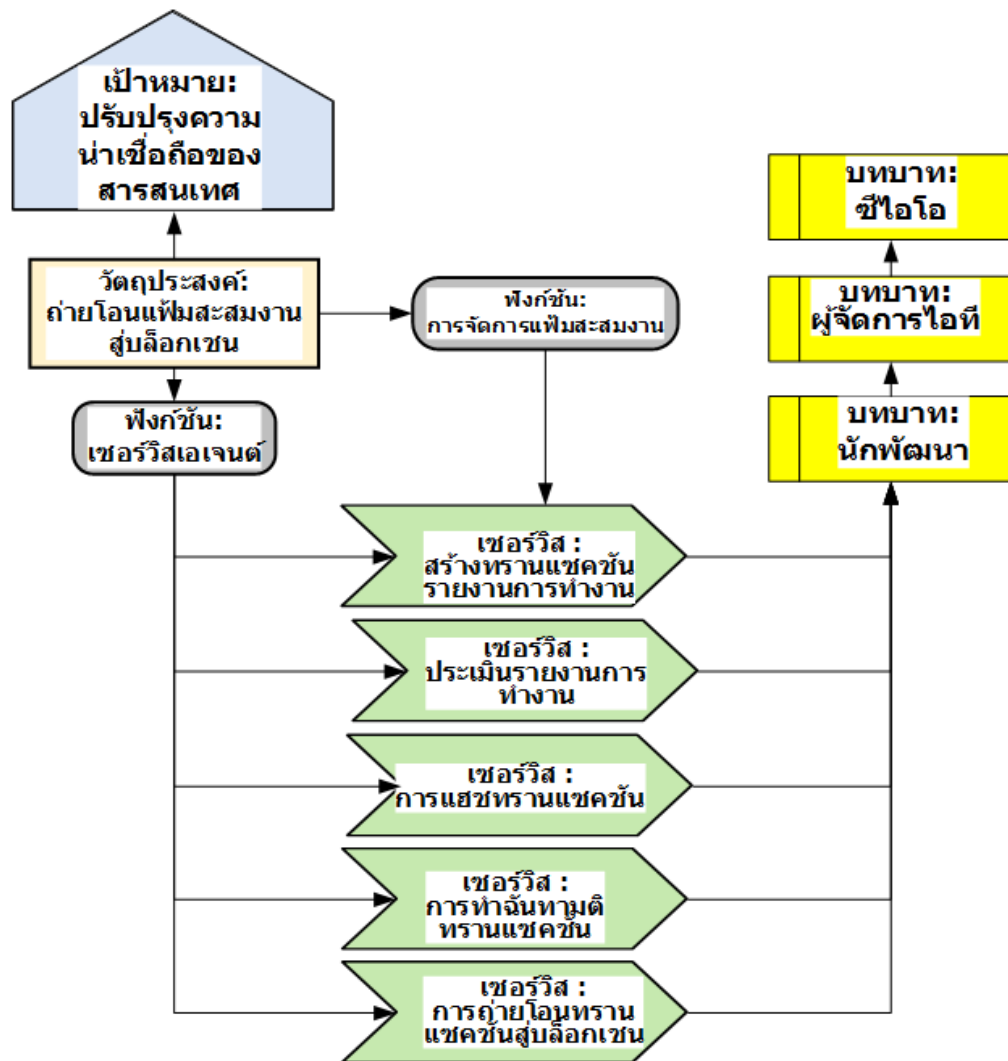 เป้าหมาย:
ปรับปรุงความ
น่าเชื่อถือของ
สารสนเทศ
วัตถุประสงค์:
ถ่ายโอนแฟ้มสะสมงาน
สู่บล็อกเชน
ฟังก์ชัน:
การจัดการแฟ้มสะสมงาน
ฟังก์ชัน:
เซอร์วิสเอเจนต์
บทบาท:
ซีไอโอ
บทบาท:
ผู้จัดการไอที
บทบาท:
นักพัฒนา
เซอร์วิส :
สร้างทรานแซคชัน
รายงานการทำงาน
เซอร์วิส :
ประเมินรายงานการ
ทำงาน
เซอร์วิส :
การแฮชทรานแซคชัน
เซอร์วิส :
การทำฉันทามติ
ทรานแซคชัน
เซอร์วิส :
การถ่ายโอนทราน
แซคชันสู่บล็อกเชน